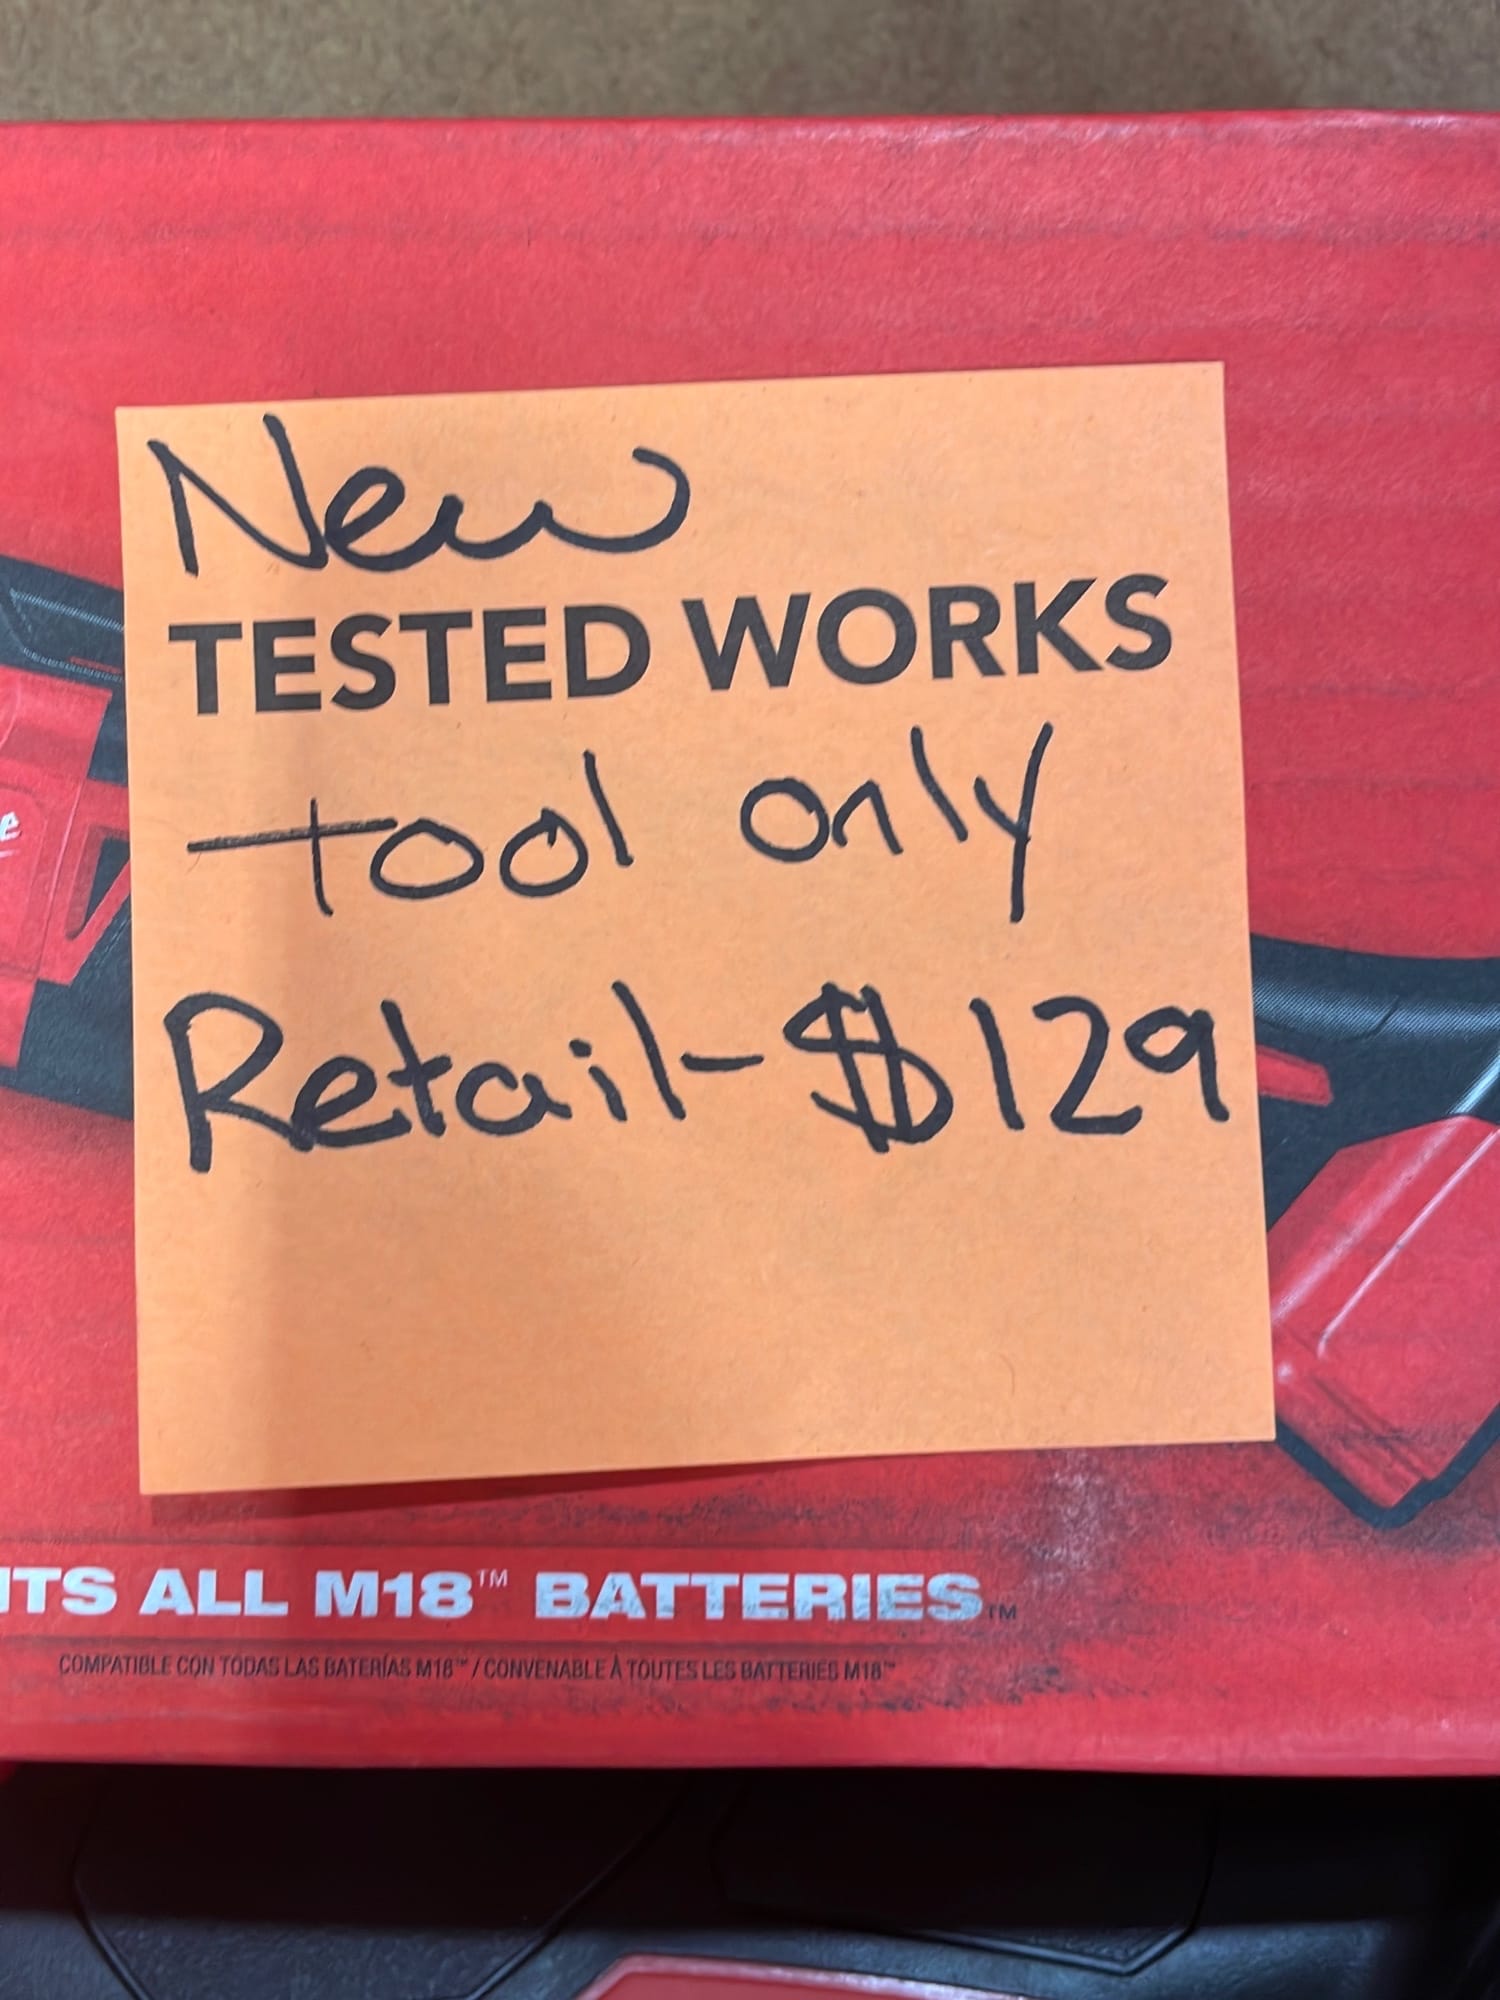 New
TESTED WORKS
tool only
Retail-$129
ITS ALL M18™ BATTERIES™
COMPATIBLE CON TODAS LAS BATERÍAS M18™ / CONVENABLE À TOUTES LES BATTERIES M18™